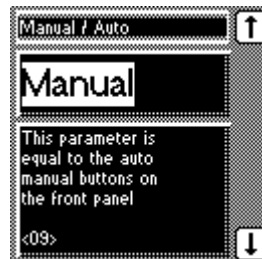 Manual / Auto
Manual
This parameter is
equal to the auto
manual buttons on
the front panel
<09>